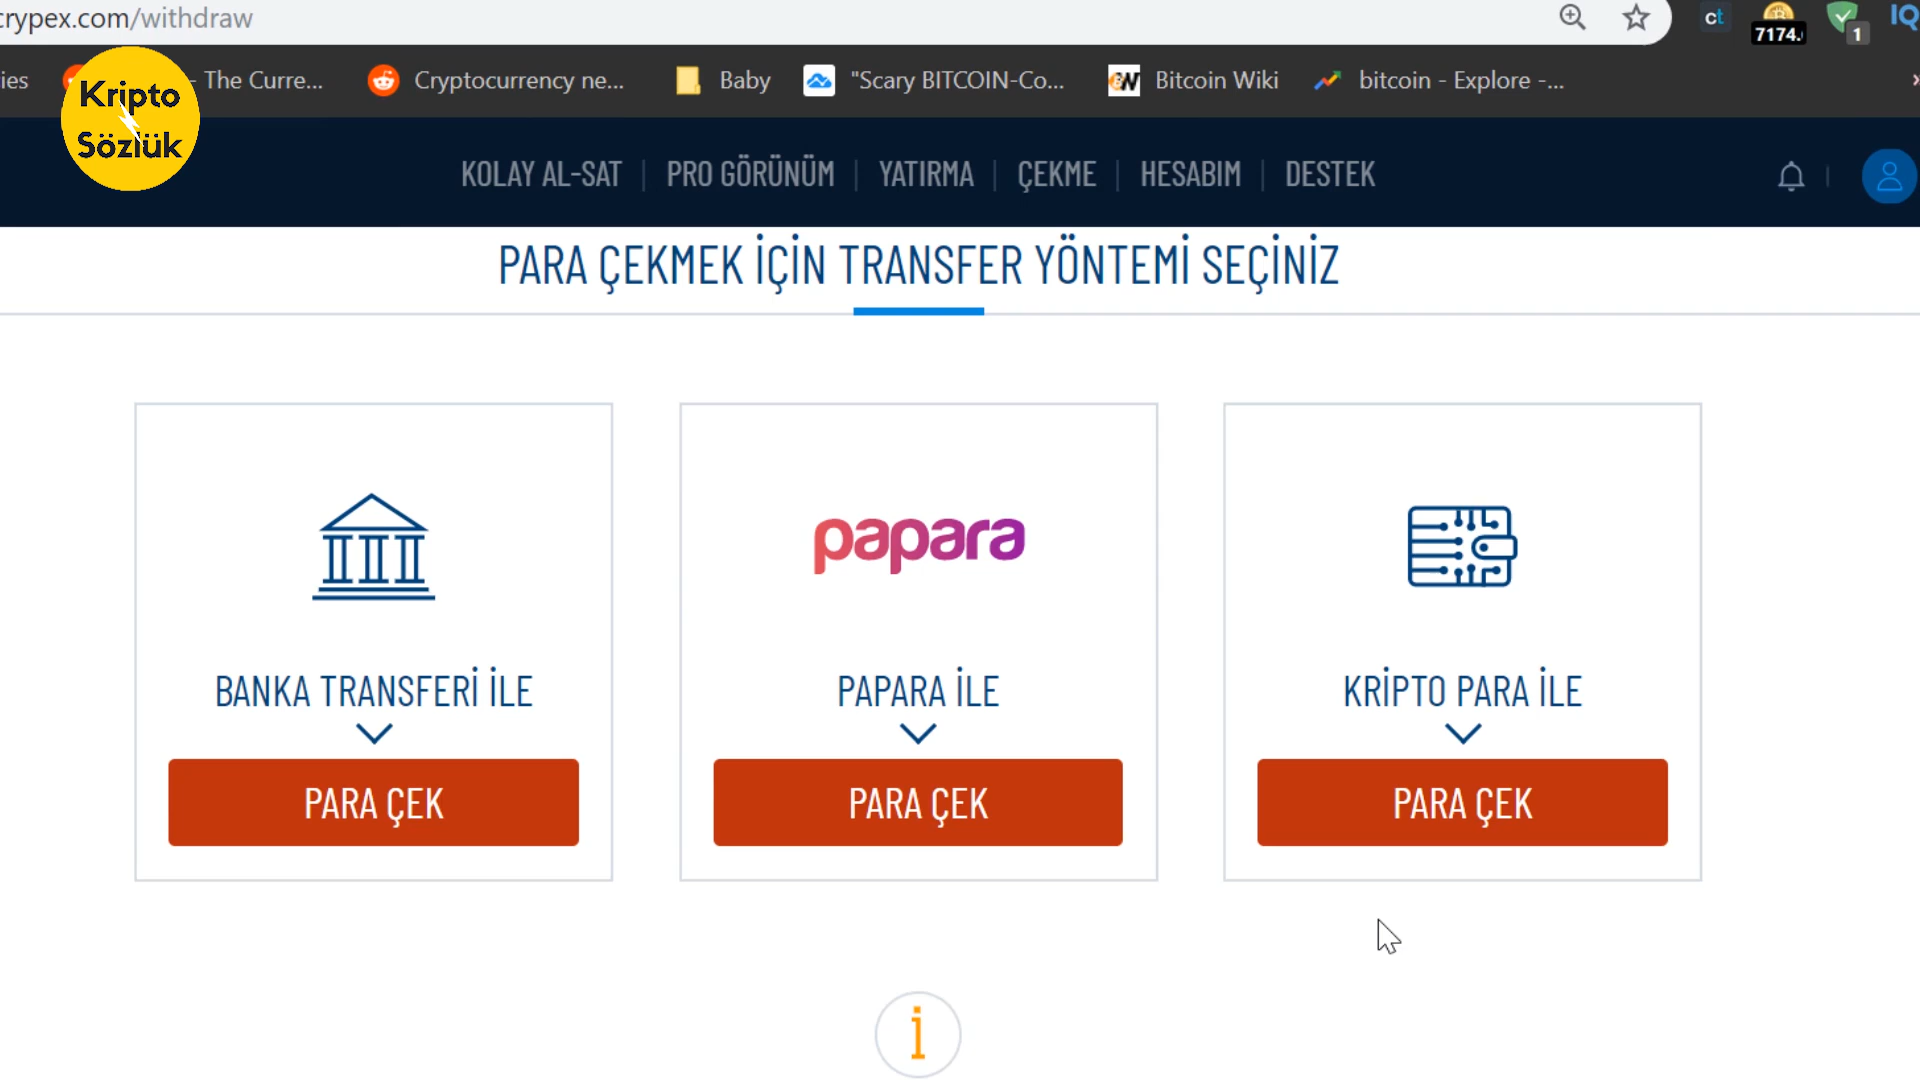 crypex.com/withdraw
ct
7174.
1
IQ
ies
- The Curre...
Cryptocurrency ne...
Baby
"Scary BITCOIN-Co...
Bitcoin Wiki
bitcoin - Explore -...
»
Kripto
Sözlük
KOLAY AL-SAT
PRO GÖRÜNÜM
YATIRMA
ÇEKME
HESABIM
DESTEK
PARA ÇEKMEK İÇİN TRANSFER YÖNTEMİ SEÇİNİZ
papara
BANKA TRANSFERİ İLE
PAPARA İLE
KRİPTO PARA İLE
PARA ÇEK
PARA ÇEK
PARA ÇEK
i